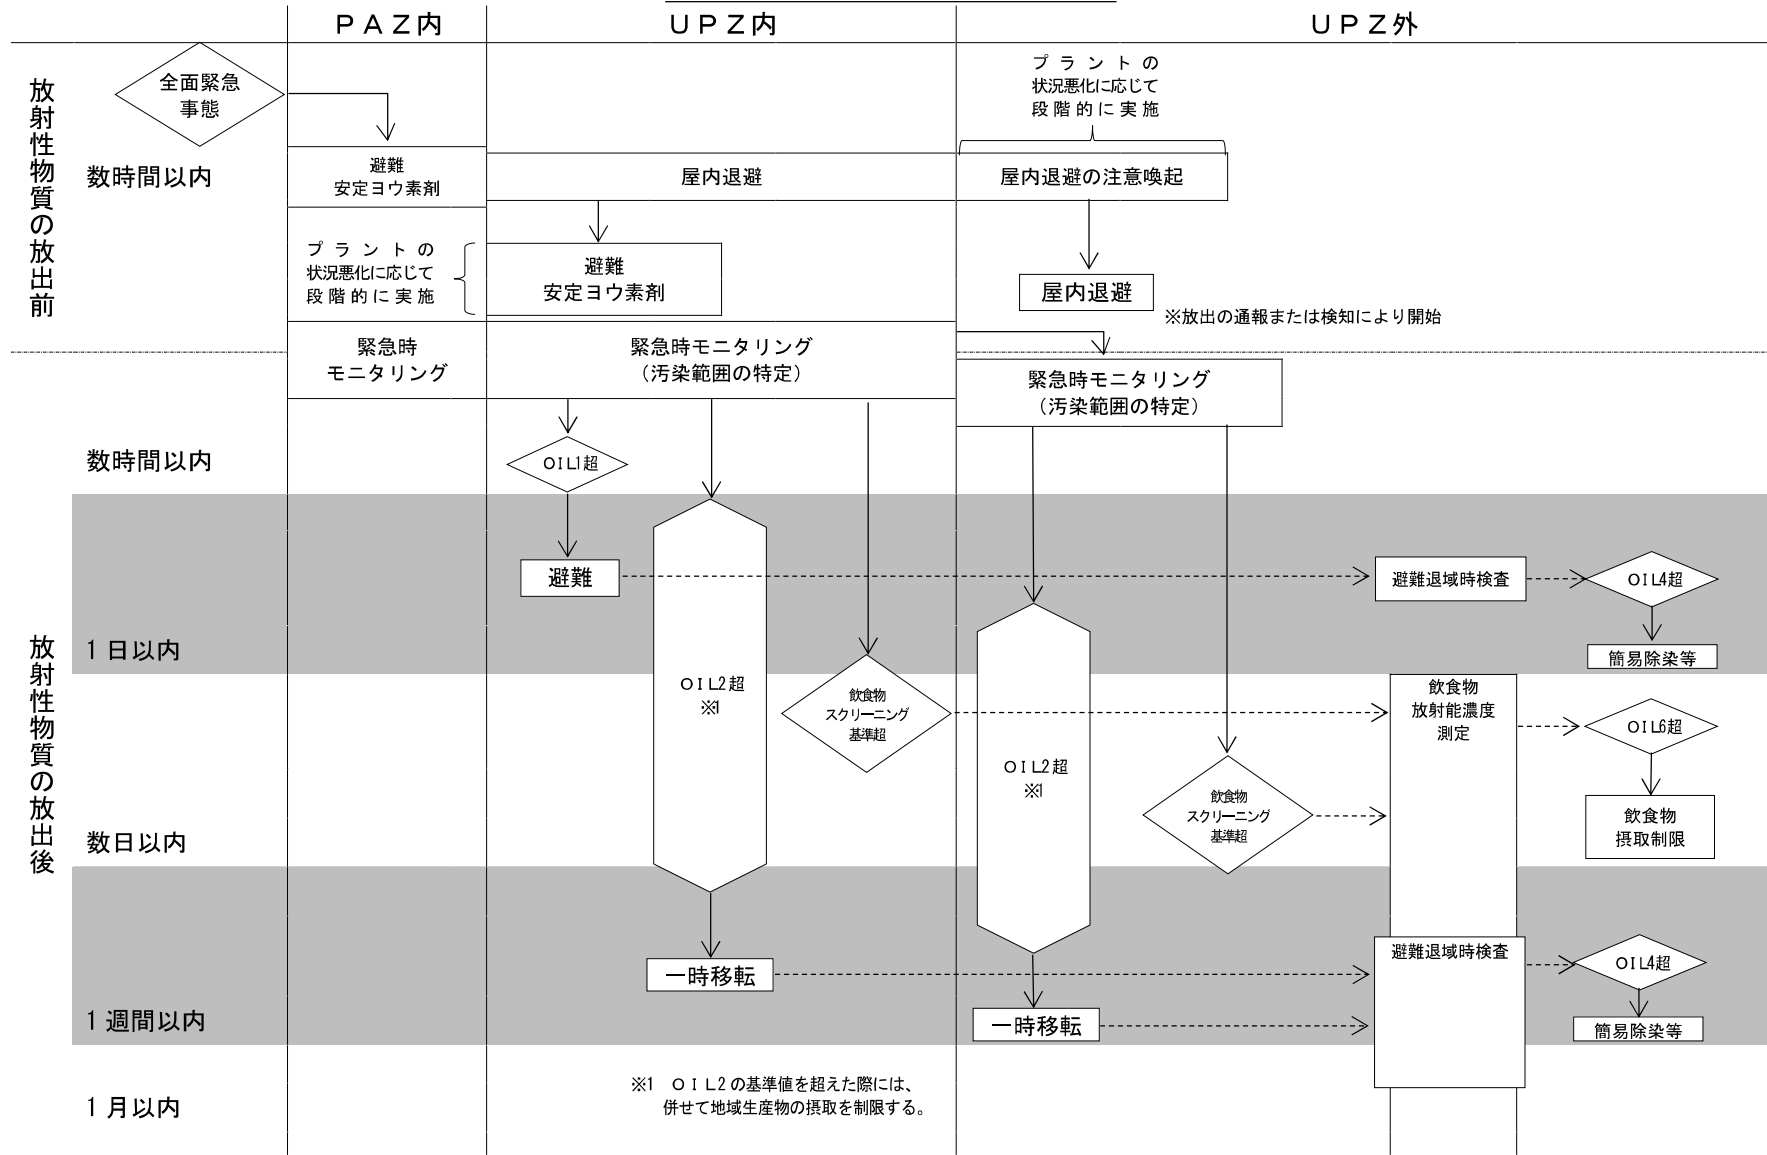 ＰＡＺ内
ＵＰＺ内
ＵＰＺ外
放射性物質の放出前
全面緊急
事態
プラントの
状況悪化に応じて
段階的に実施
数時間以内
避難
安定ヨウ素剤
屋内退避
屋内退避の注意喚起
プラントの
状況悪化に応じて
段階的に実施
避難
安定ヨウ素剤
屋内退避
※放出の通報または検知により開始
緊急時
モニタリング
緊急時モニタリング
（汚染範囲の特定）
緊急時モニタリング
（汚染範囲の特定）
放射性物質の放出後
数時間以内
ＯＩL1超
避難
避難退域時検査
ＯＩL4超
１日以内
簡易除染等
ＯＩL2超
※1
飲食物
スクリーニング
基準超
飲食物
放射能濃度
測定
ＯＩL6超
ＯＩL2超
※1
飲食物
スクリーニング
基準超
飲食物
摂取制限
数日以内
避難退域時検査
ＯＩL4超
一時移転
１週間以内
一時移転
簡易除染等
※1　ＯＩＬ2の基準値を超えた際には、
併せて地域生産物の摂取を制限する。
１月以内